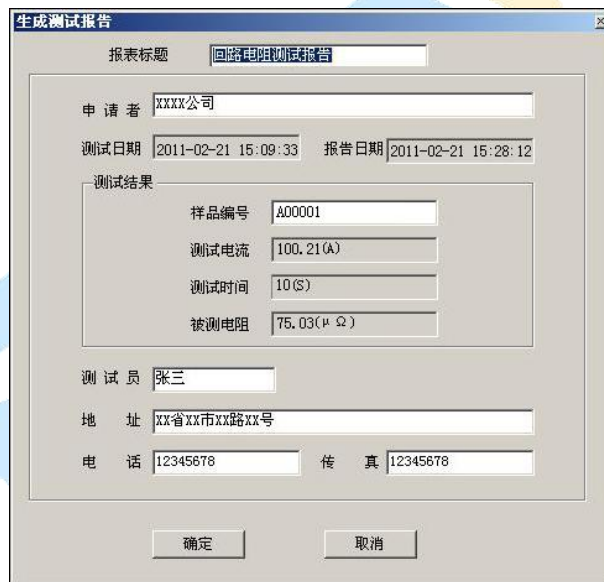 生成测试报告
报表标题 回路电阻测试报告
申请者 XXXX公司
测试日期 2011-02-21 15:09:33 报告日期 2011-02-21 15:28:12
测试结果
样品编号 A00001
测试电流 100.21(A)
测试时间 10(S)
被测电阻 75.03(μΩ)
测试员 张三
地址 XX省XX市XX路XX号
电话 12345678 传真 12345678
确定 取消